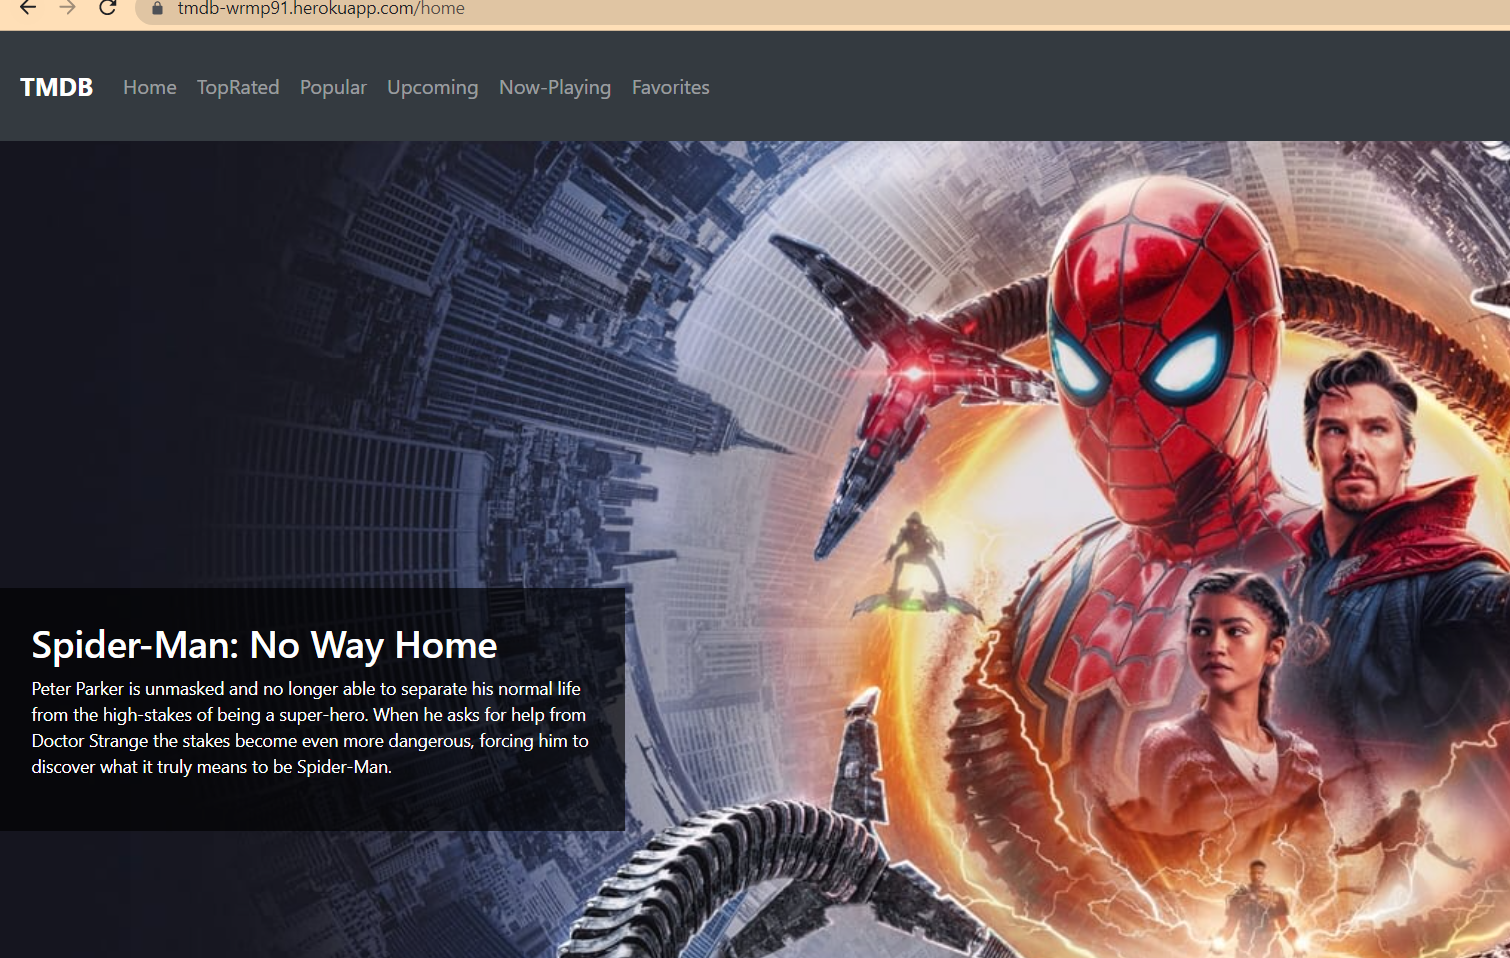 tmdb-wrmp91.herokuapp.com/home
TMDB Home TopRated Popular Upcoming Now-Playing Favorites
Spider-Man: No Way Home
Peter Parker is unmasked and no longer able to separate his normal life
from the high-stakes of being a super-hero. When he asks for help from
Doctor Strange the stakes become even more dangerous, forcing him to
discover what it truly means to be Spider-Man.